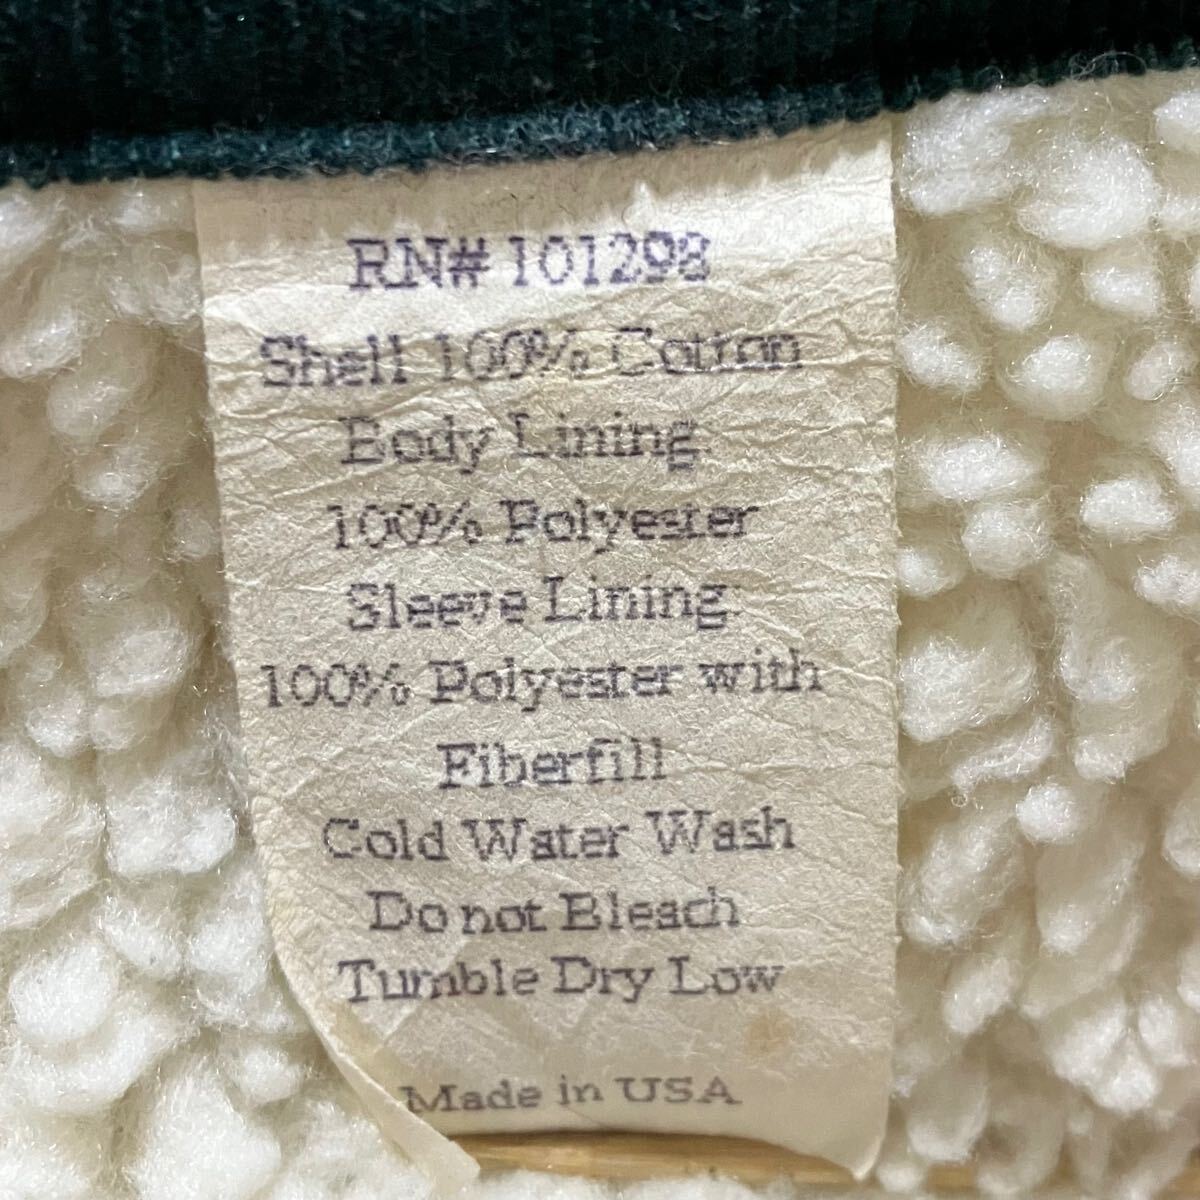 RN# 101298
Shell 100% Cotton
Body Lining
100% Polyester
Sleeve Lining
100% Polyester with
Fiberfill
Cold Water Wash
Do not Bleach
Tumble Dry Low
Made in USA